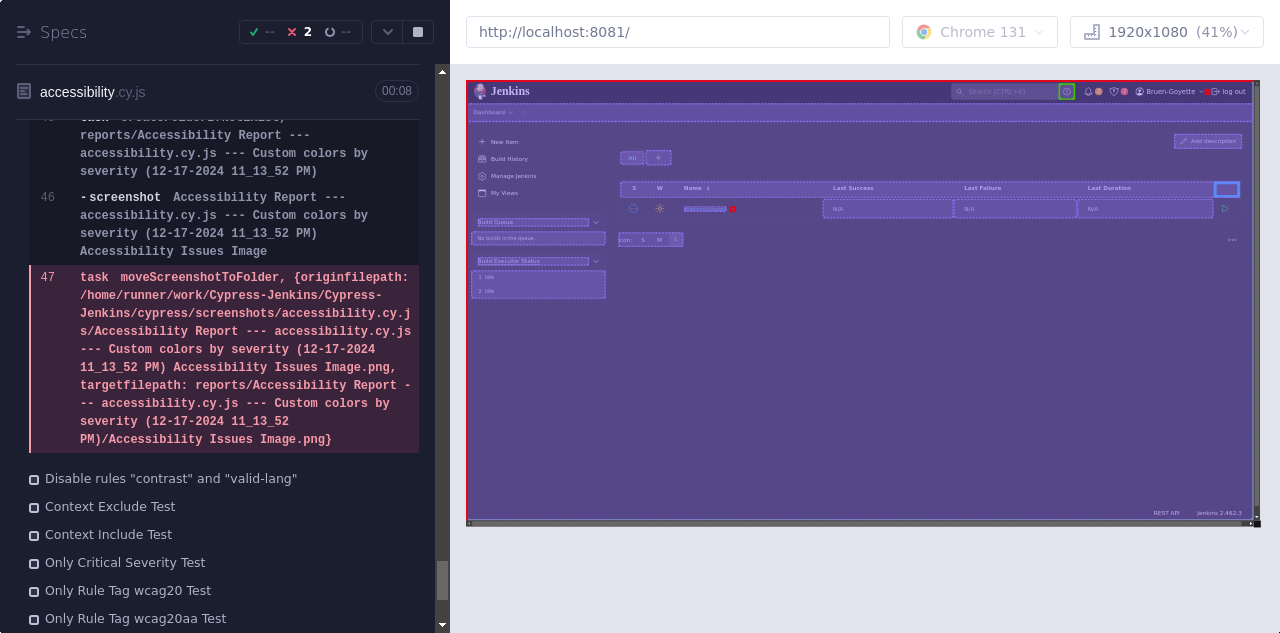 Specs
--
2
--
http://localhost:8081/
Chrome 131
1920x1080 (41%)
accessibility.cy.js
00:08
reports/Accessibility Report ---
accessibility.cy.js --- Custom colors by
severity (12-17-2024 11_13_52 PM)
46
-screenshot Accessibility Report ---
accessibility.cy.js --- Custom colors by
severity (12-17-2024 11_13_52 PM)
Accessibility Issues Image
47
task moveScreenshotToFolder, {originfilepath:
/home/runner/work/Cypress-Jenkins/Cypress-
Jenkins/cypress/screenshots/accessibility.cy.j
s/Accessibility Report --- accessibility.cy.js
--- Custom colors by severity (12-17-2024
11_13_52 PM) Accessibility Issues Image.png,
targetfilepath: reports/Accessibility Report -
-- accessibility.cy.js --- Custom colors by
severity (12-17-2024 11_13_52
PM)/Accessibility Issues Image.png}
Disable rules "contrast" and "valid-lang"
Context Exclude Test
Context Include Test
Only Critical Severity Test
Only Rule Tag wcag20 Test
Only Rule Tag wcag20aa Test
Jenkins
Search (CTRL+K)
Bruen-Goyette
log out
Dashboard
New Item
Build History
Manage Jenkins
My Views
Add description
All
+
S W Name ↓ Last Success Last Failure Last Duration
N/A N/A N/A
Build Queue
No builds in the queue.
Icon: S M L
Build Executor Status
1 Idle
2 Idle
REST API
Jenkins 2.462.3